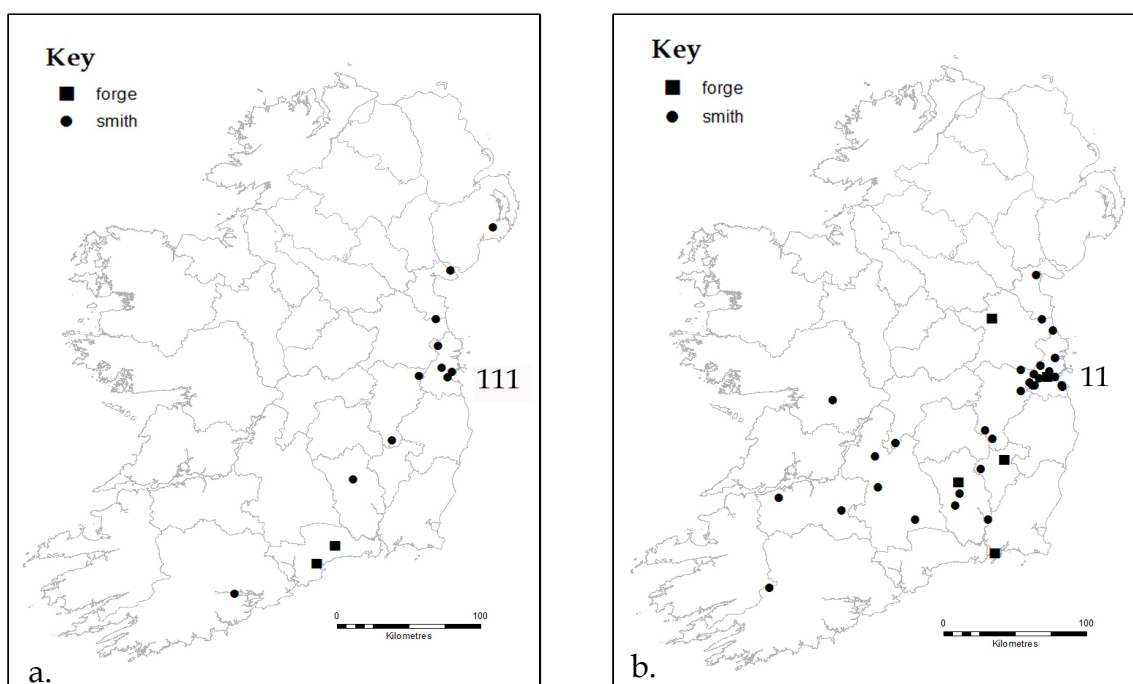 Key
forge
smith
111
0 100
Kilometres
a.
Key
forge
smith
11
0 100
Kilometres
b.